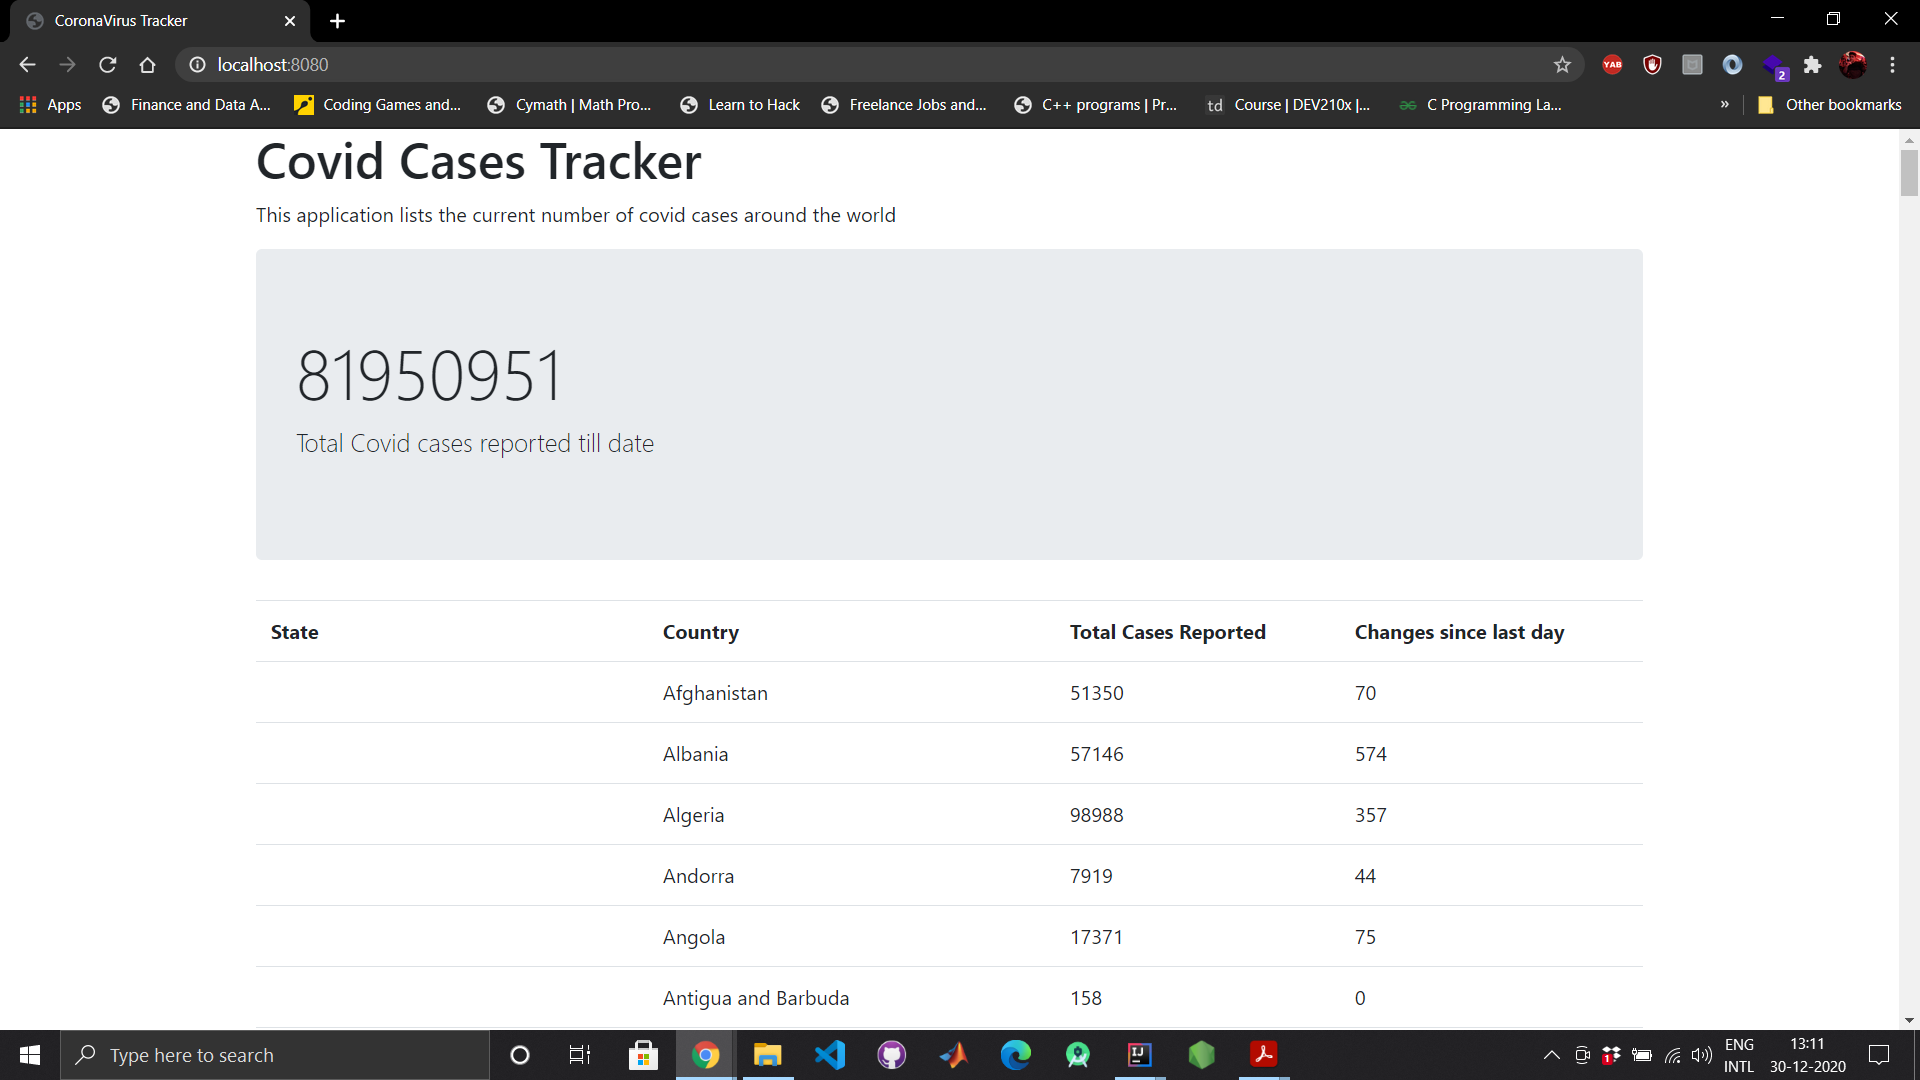 CoronaVirus Tracker
localhost:8080
YAB
2
Apps
Finance and Data A...
Coding Games and...
Cymath | Math Pro...
Learn to Hack
Freelance Jobs and...
C++ programs | Pr...
td Course | DEV210x |...
C Programming La...
»
Other bookmarks
Covid Cases Tracker
This application lists the current number of covid cases around the world
81950951
Total Covid cases reported till date
State Country Total Cases Reported Changes since last day
Afghanistan 51350 70
Albania 57146 574
Algeria 98988 357
Andorra 7919 44
Angola 17371 75
Antigua and Barbuda 158 0
Type here to search
IJ
1
ENG
INTL
13:11
30-12-2020